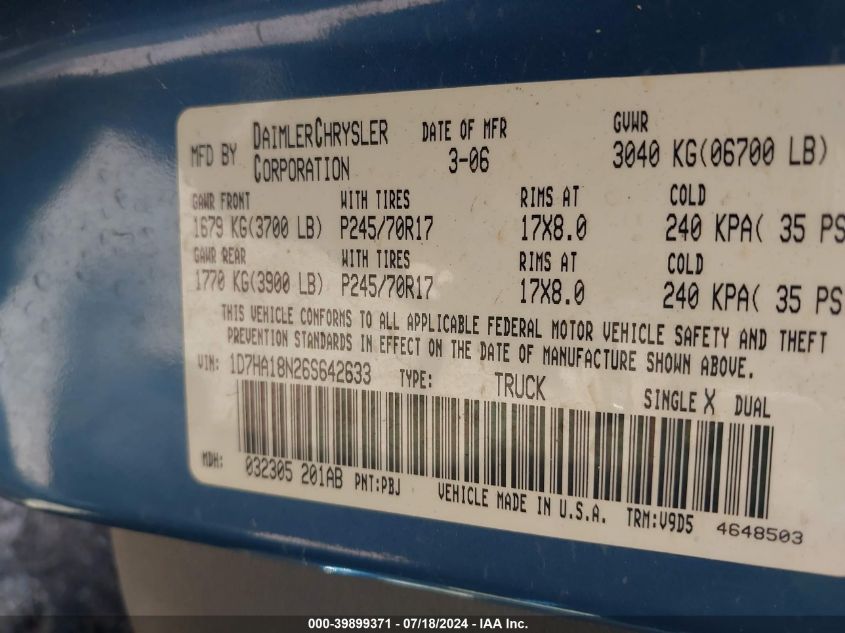 MFD BY DAIMLERCHRYSLER CORPORATION DATE OF MFR 3-06 GVWR 3040 KG(06700 LB)
GAWR FRONT WITH TIRES RIMS AT COLD
1679 KG(3700 LB) P245/70R17 17X8.0 240 KPA( 35 PS
GAWR REAR WITH TIRES RIMS AT COLD
1770 KG(3900 LB) P245/70R17 17X8.0 240 KPA( 35 PS
THIS VEHICLE CONFORMS TO ALL APPLICABLE FEDERAL MOTOR VEHICLE SAFETY AND THEFT
PREVENTION STANDARDS IN EFFECT ON THE DATE OF MANUFACTURE SHOWN ABOVE.
VIN: 1D7HA18N26S642633 TYPE: TRUCK SINGLE X DUAL
MDH: 032305 201AB PNT:PBJ VEHICLE MADE IN U.S.A. TRM:V9D5 4648503
000-39899371 - 07/18/2024 - IAA Inc.